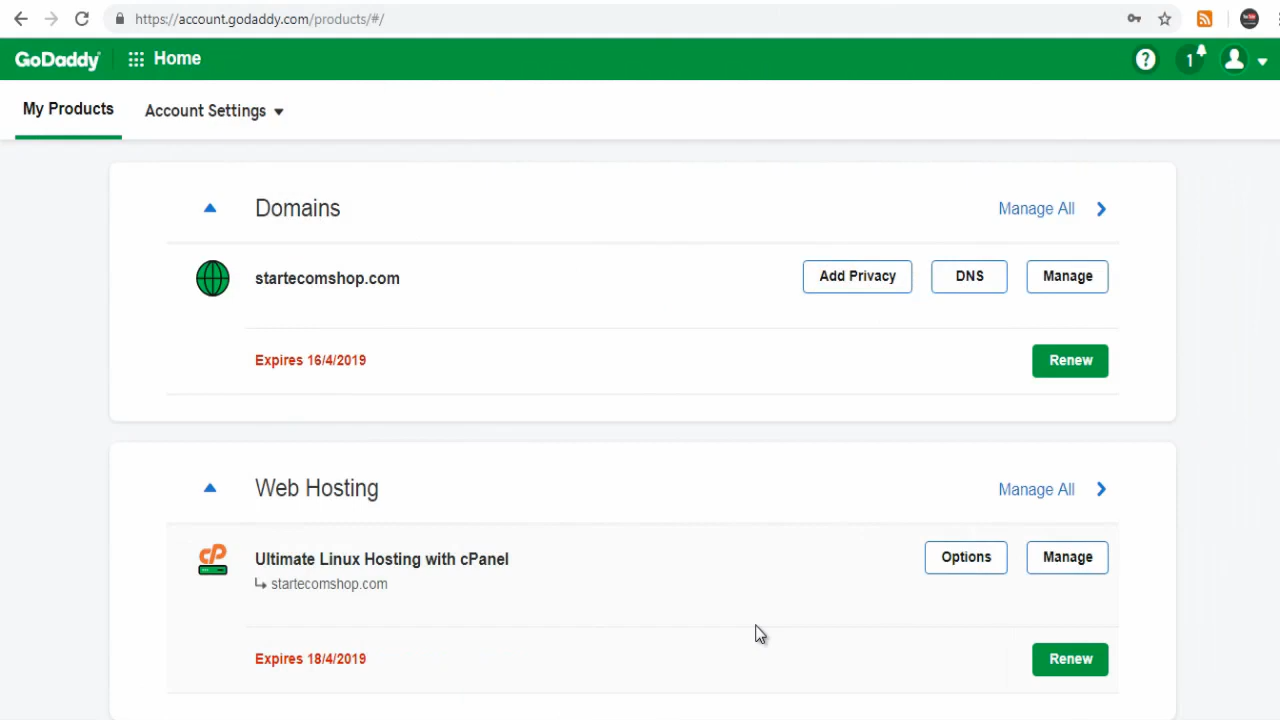 https://account.godaddy.com/products/#/
GoDaddy
Home
?
1
My Products
Account Settings
Domains
Manage All
startecomshop.com
Add Privacy
DNS
Manage
Expires 16/4/2019
Renew
Web Hosting
Manage All
cP
Ultimate Linux Hosting with cPanel
Options
Manage
startecomshop.com
Expires 18/4/2019
Renew